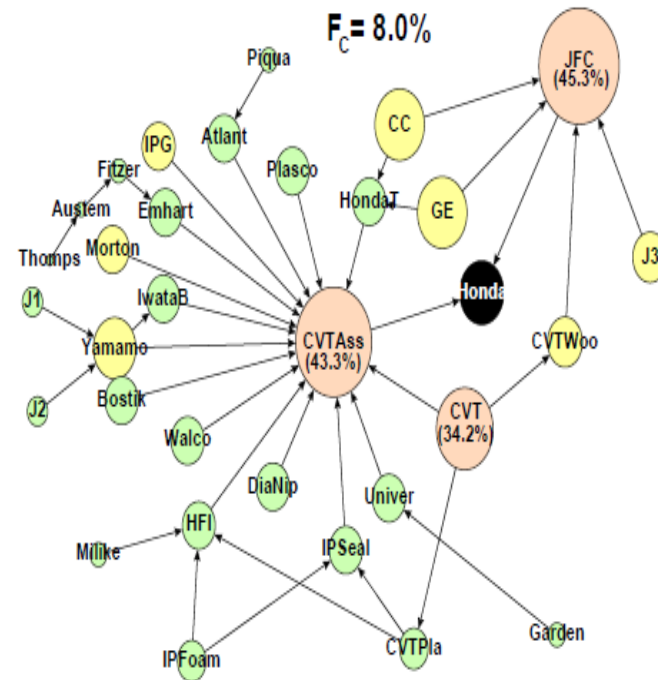 F_C = 8.0%
JFC
(45.3%)
Piqua
CC
IPG
Atlant
Fitzer
Plasco
HondaT
GE
Austem
Emhart
Morton
Thomps
J3
IwataB
Honda
J1
CVTAss
(43.3%)
CVTWoo
Yamamo
Bostik
J2
CVT
(34.2%)
Walco
DiaNip
Univer
HFI
IPSeal
Milike
Garden
CVTPla
IPFoam